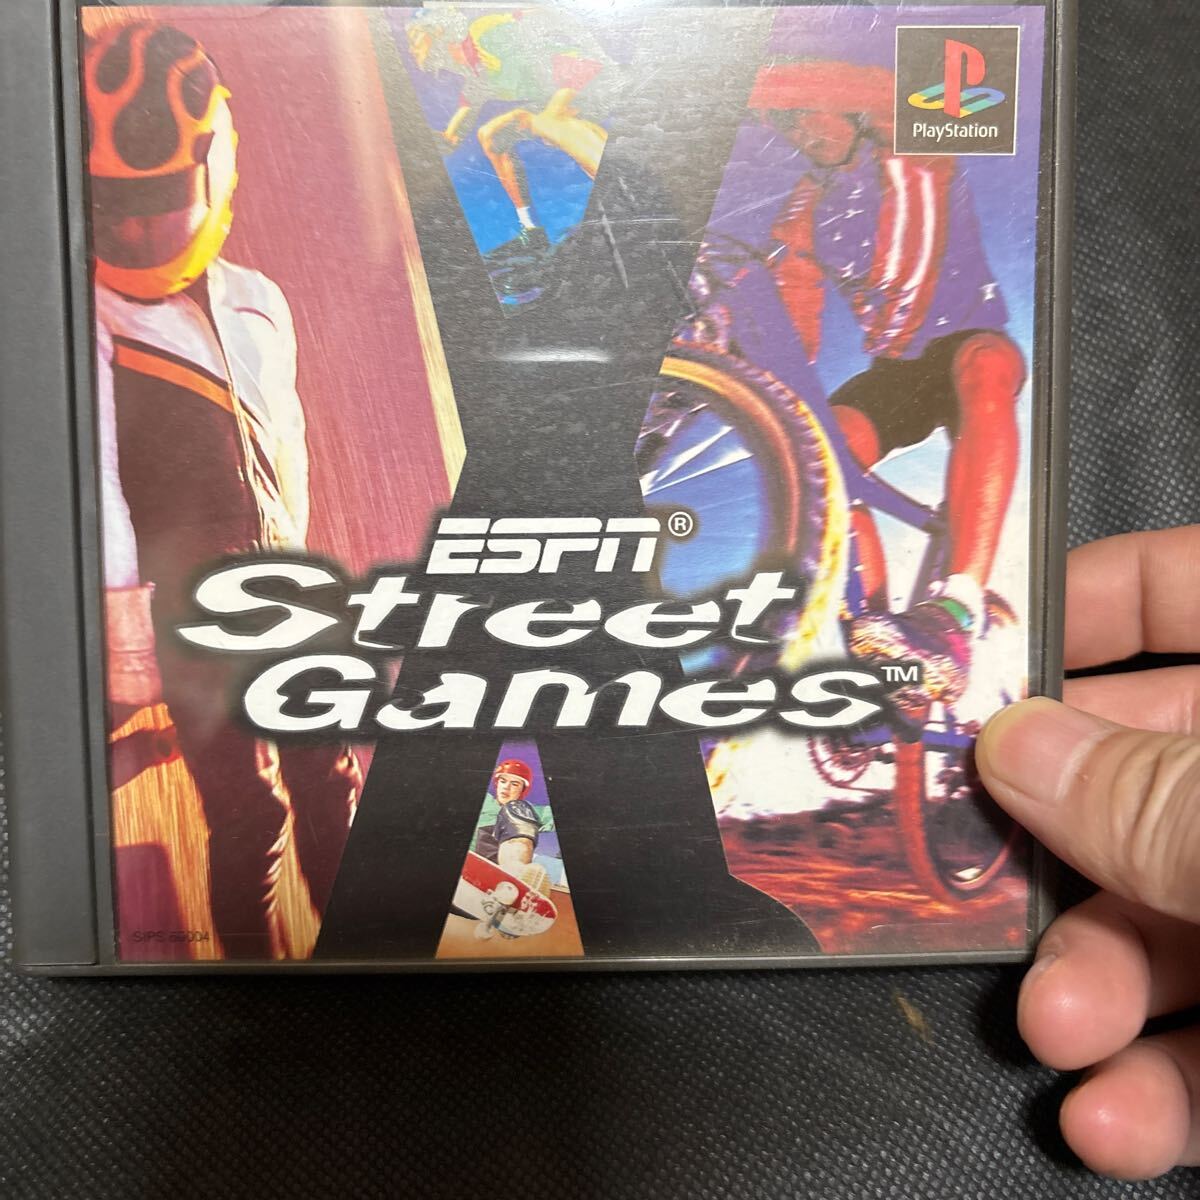 PlayStation
ESPN®
Street
Games™
SIPS 60004